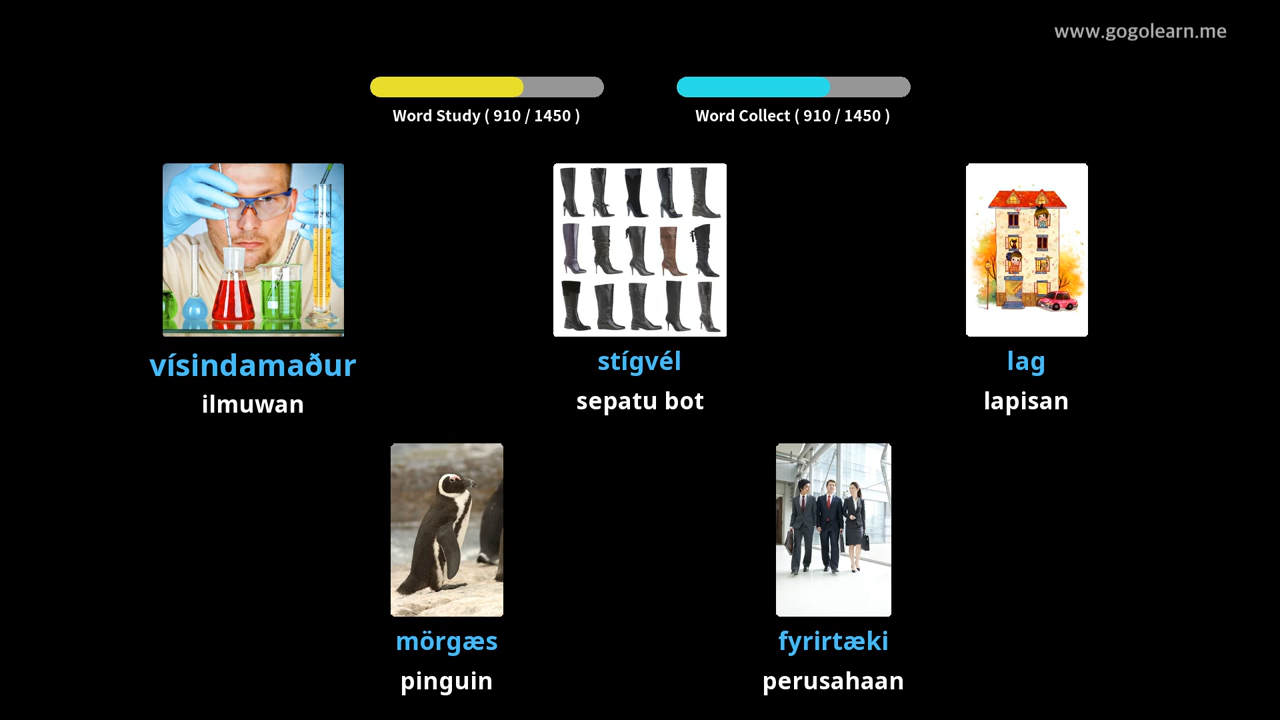 www.gogolearn.me
Word Study ( 910 / 1450 )
Word Collect ( 910 / 1450 )
vísindamaður
ilmuwan
stígvél
sepatu bot
lag
lapisan
mörgæs
pinguin
fyrirtæki
perusahaan